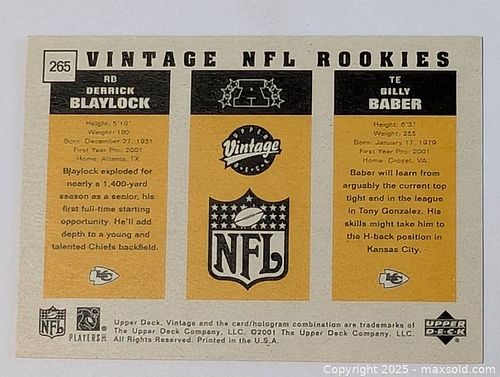 265 VINTAGE NFL ROOKIES
RB
DERRICK
BLAYLOCK
Height: 5'10"
Weight: 190
Born: December 27, 1931
First Year Pro: 2001
Home: Atlanta, TX
Blaylock exploded for
nearly a 1,400-yard
season as a senior, his
first full-time starting
opportunity. He'll add
depth to a young and
talented Chiefs backfield.
KC
UPPER
Vintage
DECK
NFL
TE
BILLY
BABER
Height: 6'3"
Weight: 255
Born: January 17, 1979
First Year Pro: 2001
Home: Crozet, VA
Baber will learn from
arguably the current top
tight end in the league
in Tony Gonzalez. His
skills might take him to
the H-back position in
Kansas City.
KC
NFL
PLAYERS
Upper Deck, Vintage and the card/hologram combination are trademarks of
The Upper Deck Company, LLC. ©2001 The Upper Deck Company, LLC.
All Rights Reserved. Printed in the U.S.A.
UPPER
DECK
Copyright 2025 - maxsold.com